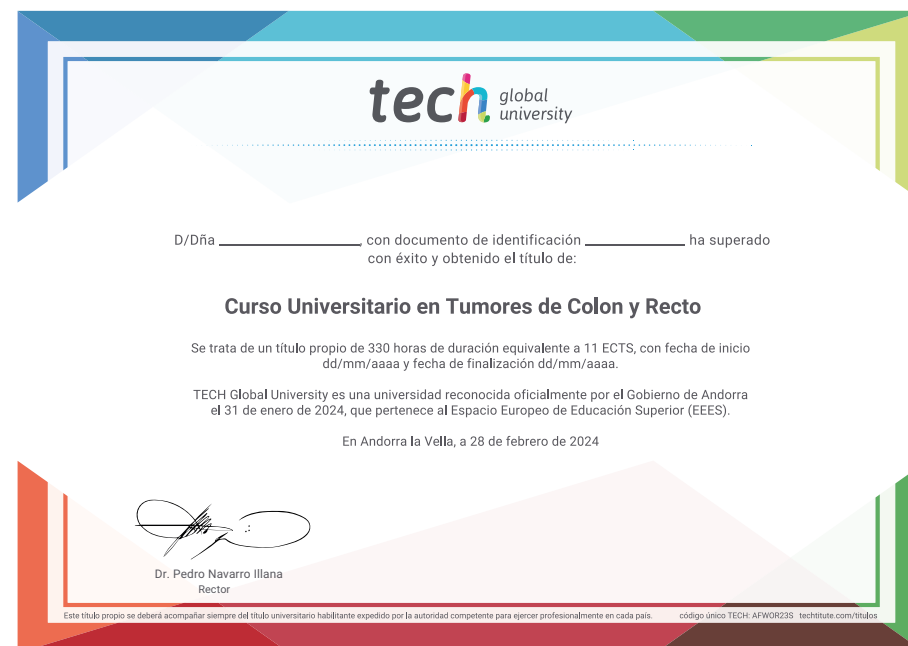 tech global university
D/Dña ______________, con documento de identificación __________ ha superado
con éxito y obtenido el título de:
Curso Universitario en Tumores de Colon y Recto
Se trata de un título propio de 330 horas de duración equivalente a 11 ECTS, con fecha de inicio
dd/mm/aaaa y fecha de finalización dd/mm/aaaa.
TECH Global University es una universidad reconocida oficialmente por el Gobierno de Andorra
el 31 de enero de 2024, que pertenece al Espacio Europeo de Educación Superior (EEES).
En Andorra la Vella, a 28 de febrero de 2024
Dr. Pedro Navarro Illana
Rector
Este título propio se deberá acompañar siempre del título universitario habilitante expedido por la autoridad competente para ejercer profesionalmente en cada país. código único TECH: AFWOR23S techtitute.com/titulos